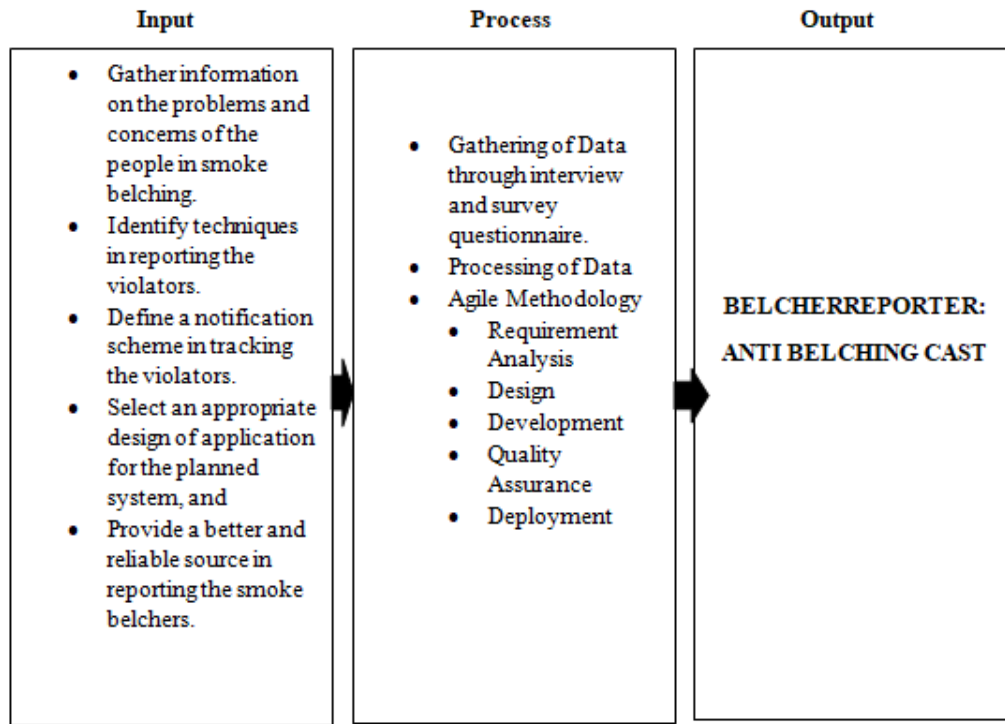 Input
Process
Output
• Gather information
on the problems and
concerns of the
people in smoke
belching.
• Identify techniques
in reporting the
violators.
• Define a notification
scheme in tracking
the violators.
• Select an appropriate
design of application
for the planned
system, and
• Provide a better and
reliable source in
reporting the smoke
belchers.
• Gathering of Data
through interview
and survey
questionnaire.
• Processing of Data
• Agile Methodology
• Requirement
Analysis
• Design
• Development
• Quality
Assurance
• Deployment
BELCHERREPORTER:
ANTI BELCHING CAST